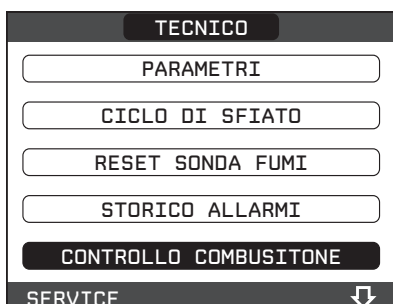 TECNICO
PARAMETRI
CICLO DI SFIATO
RESET SONDA FUMI
STORICO ALLARMI
CONTROLLO COMBUSITONE
SERVICE